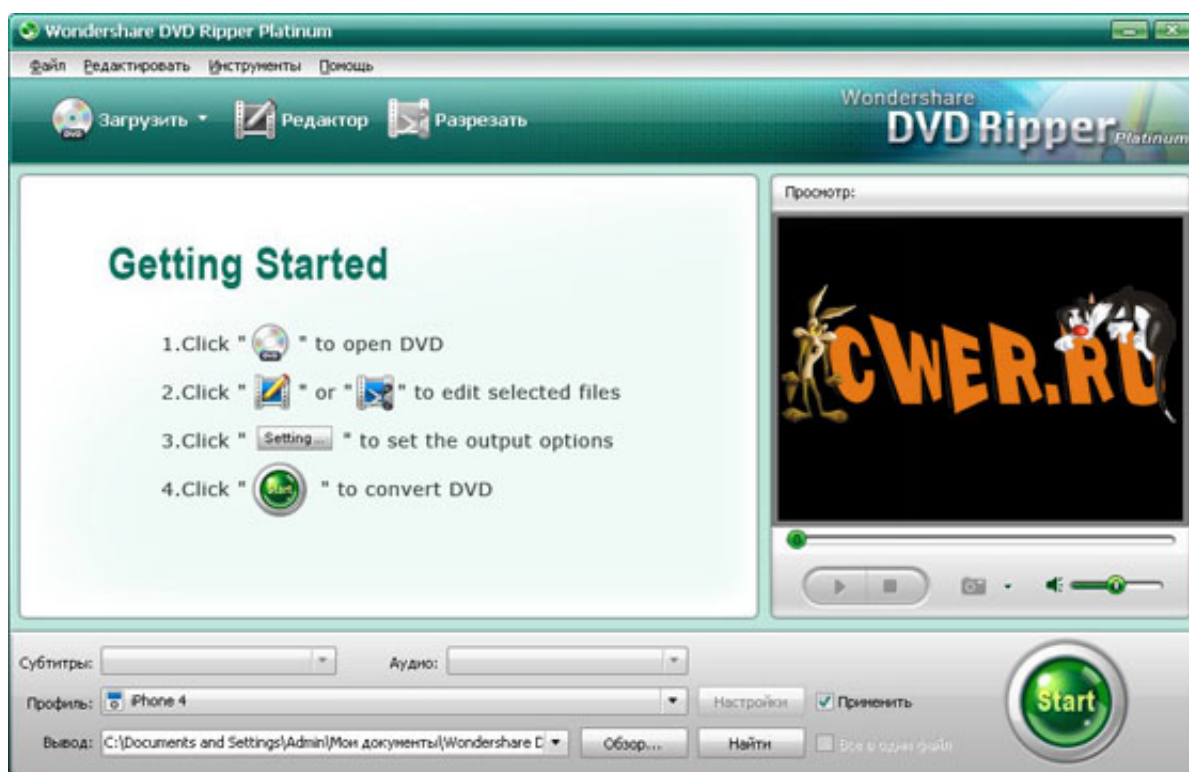 Wondershare DVD Ripper Platinum
Файл Редактировать Инструменты Помощь
Загрузить Редактор Разрезать
Wondershare
DVD Ripper Platinum
Просмотр:
CWER.RU
Getting Started
1.Click " " to open DVD
2.Click " " or " " to edit selected files
3.Click " Setting... " to set the output options
4.Click " Start " to convert DVD
Субтитры: Аудио:
Профиль: iPhone 4 Настройки Применить
Вывод: C:\Documents and Settings\Admin\Мои документы\Wondershare D Обзор... Найти Все в один файл
Start